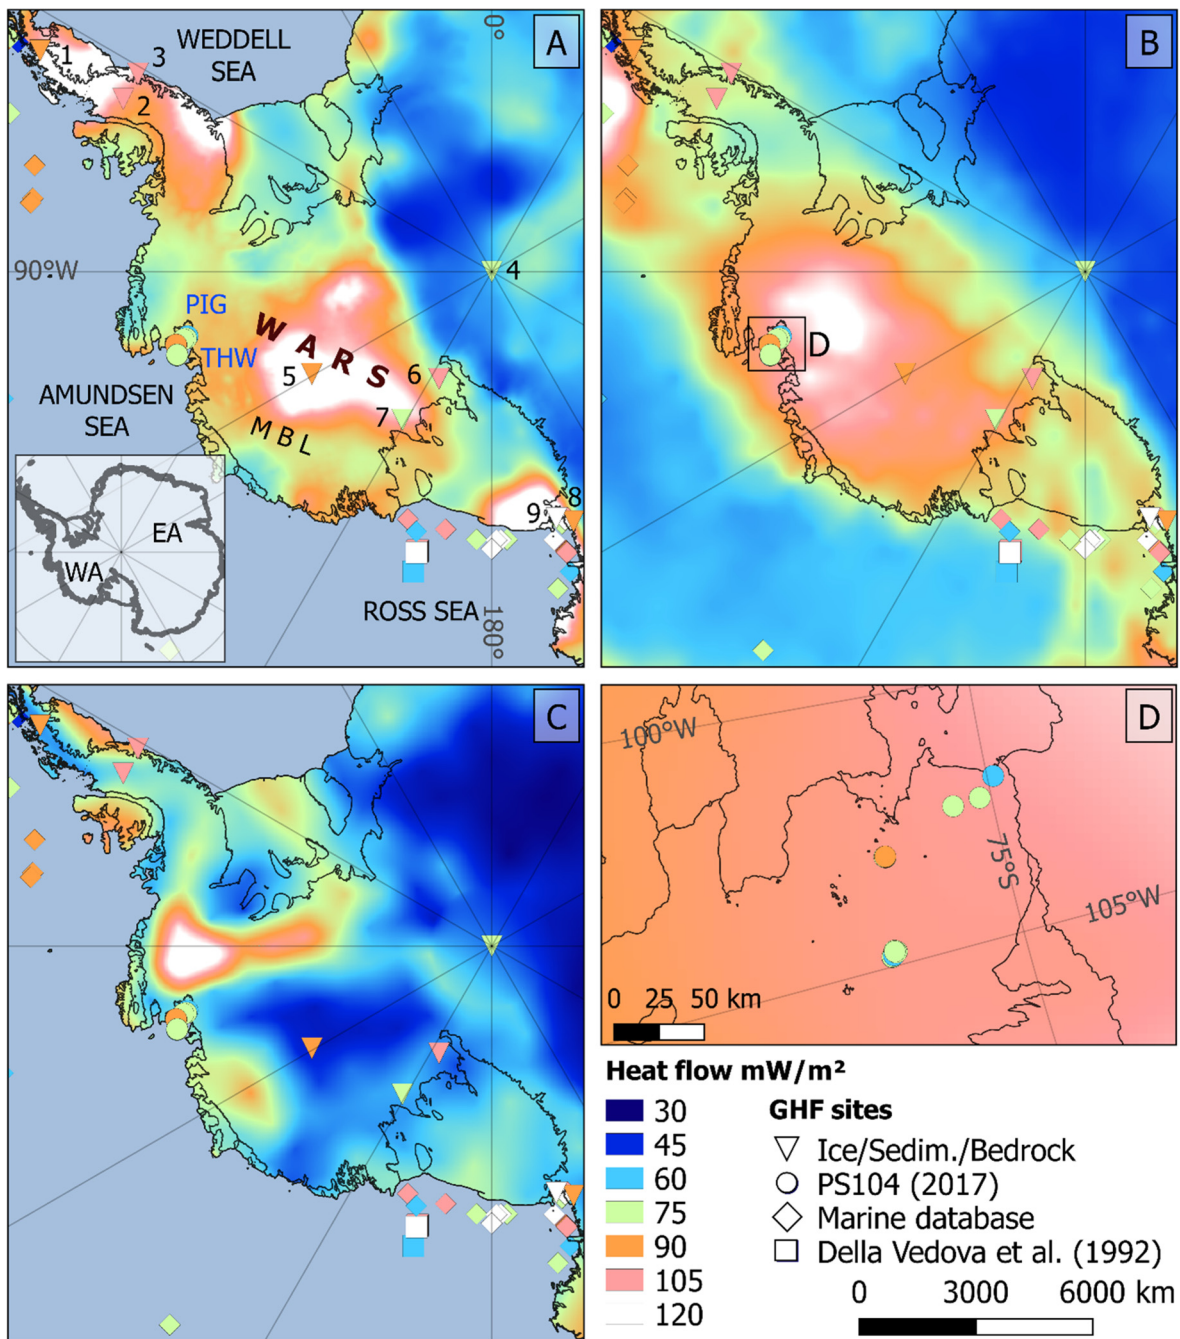 WEDDELL
SEA
0°
A
B
1
3
2
90°W
4
PIG
THW
WARS
5
6
7
MBL
AMUNDSEN
SEA
D
8
9
EA
WA
ROSS SEA
180°
C
D
100°W
75°S
105°W
0 25 50 km
Heat flow mW/m²
30
45
60
75
90
105
120
GHF sites
Ice/Sedim./Bedrock
PS104 (2017)
Marine database
Della Vedova et al. (1992)
0 3000 6000 km